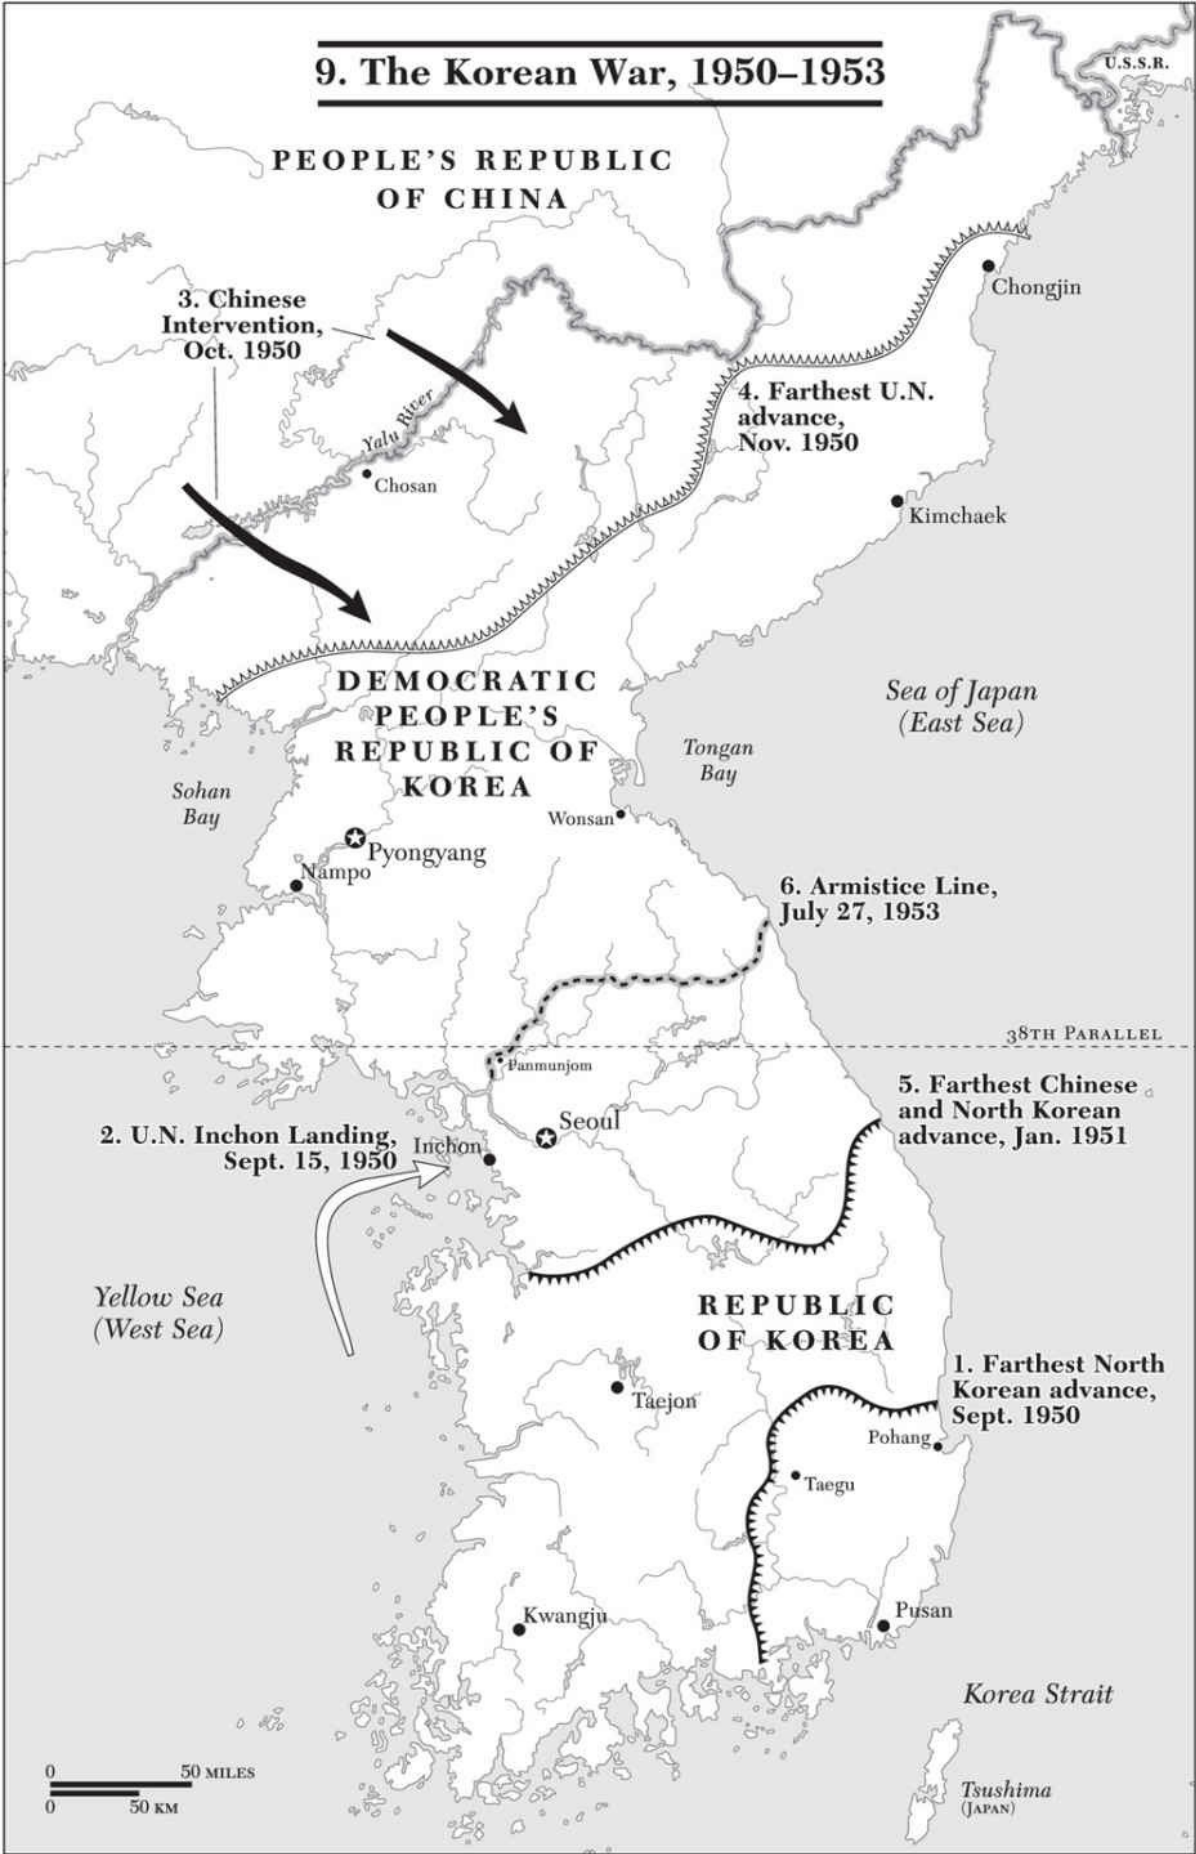 9. The Korean War, 1950–1953
U.S.S.R.
PEOPLE'S REPUBLIC
OF CHINA
3. Chinese
Intervention,
Oct. 1950
Chongjin
4. Farthest U.N.
advance,
Nov. 1950
Yalu River
Chosan
Kimchaek
DEMOCRATIC
PEOPLE'S
REPUBLIC OF
KOREA
Sea of Japan
(East Sea)
Tongan
Bay
Sohan
Bay
Wonsan
Pyongyang
Nampo
6. Armistice Line,
July 27, 1953
38TH PARALLEL
Panmunjom
5. Farthest Chinese
and North Korean
advance, Jan. 1951
Seoul
2. U.N. Inchon Landing,
Sept. 15, 1950
Inchon
Yellow Sea
(West Sea)
REPUBLIC
OF KOREA
1. Farthest North
Korean advance,
Sept. 1950
Taejon
Pohang
Taegu
Kwangju
Pusan
Korea Strait
Tsushima
(JAPAN)
0 50 MILES
0 50 KM